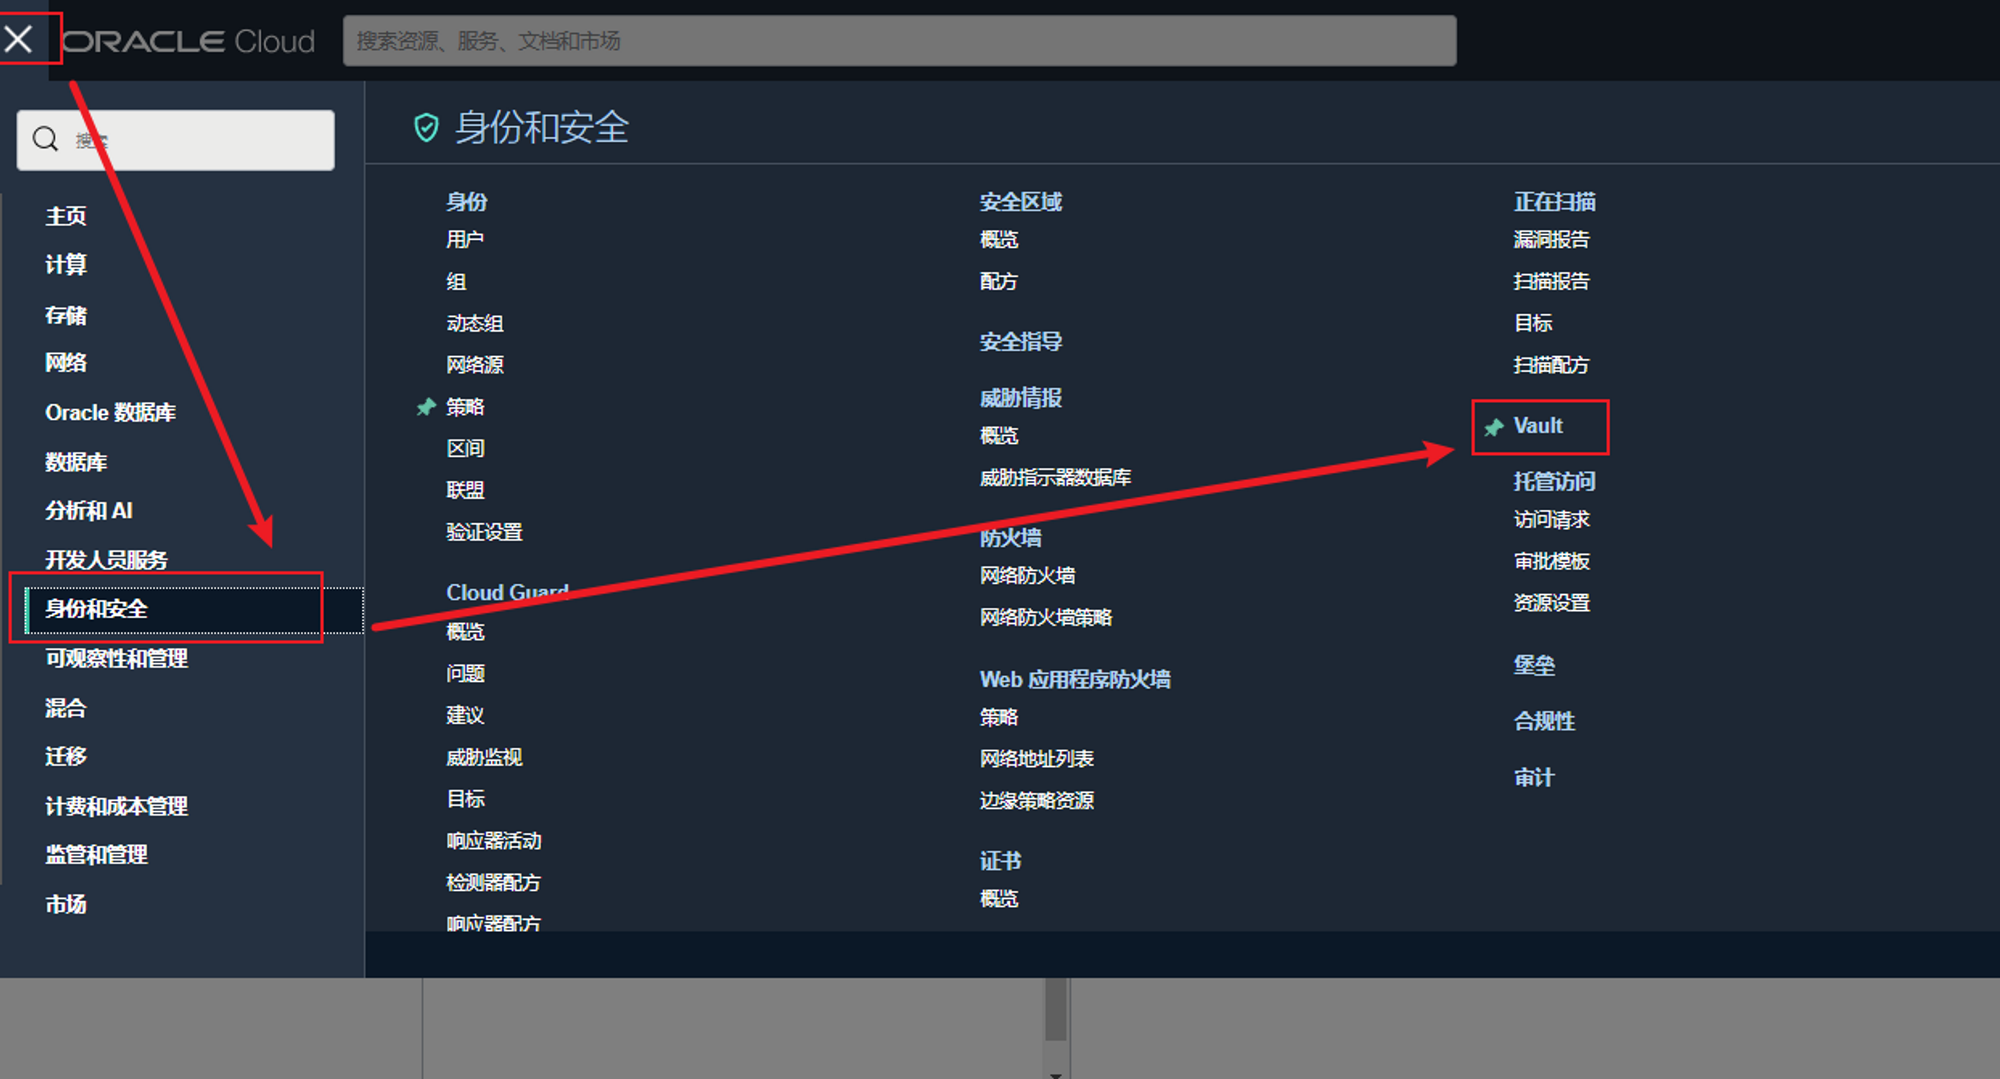 ORACLE Cloud
搜索资源、服务、文档和市场
搜索
主页
计算
存储
网络
Oracle 数据库
数据库
分析和 AI
开发人员服务
身份和安全
可观察性和管理
混合
迁移
计费和成本管理
监管和管理
市场
身份和安全
身份
用户
组
动态组
网络源
策略
区间
联盟
验证设置
Cloud Guard
概览
问题
建议
威胁监视
目标
响应器活动
检测器配方
响应器配方
安全区域
概览
配方
安全指导
威胁情报
概览
威胁指示器数据库
防火墙
网络防火墙
网络防火墙策略
Web 应用程序防火墙
策略
网络地址列表
边缘策略资源
证书
概览
正在扫描
漏洞报告
扫描报告
目标
扫描配方
Vault
托管访问
访问请求
审批模板
资源设置
堡垒
合规性
审计